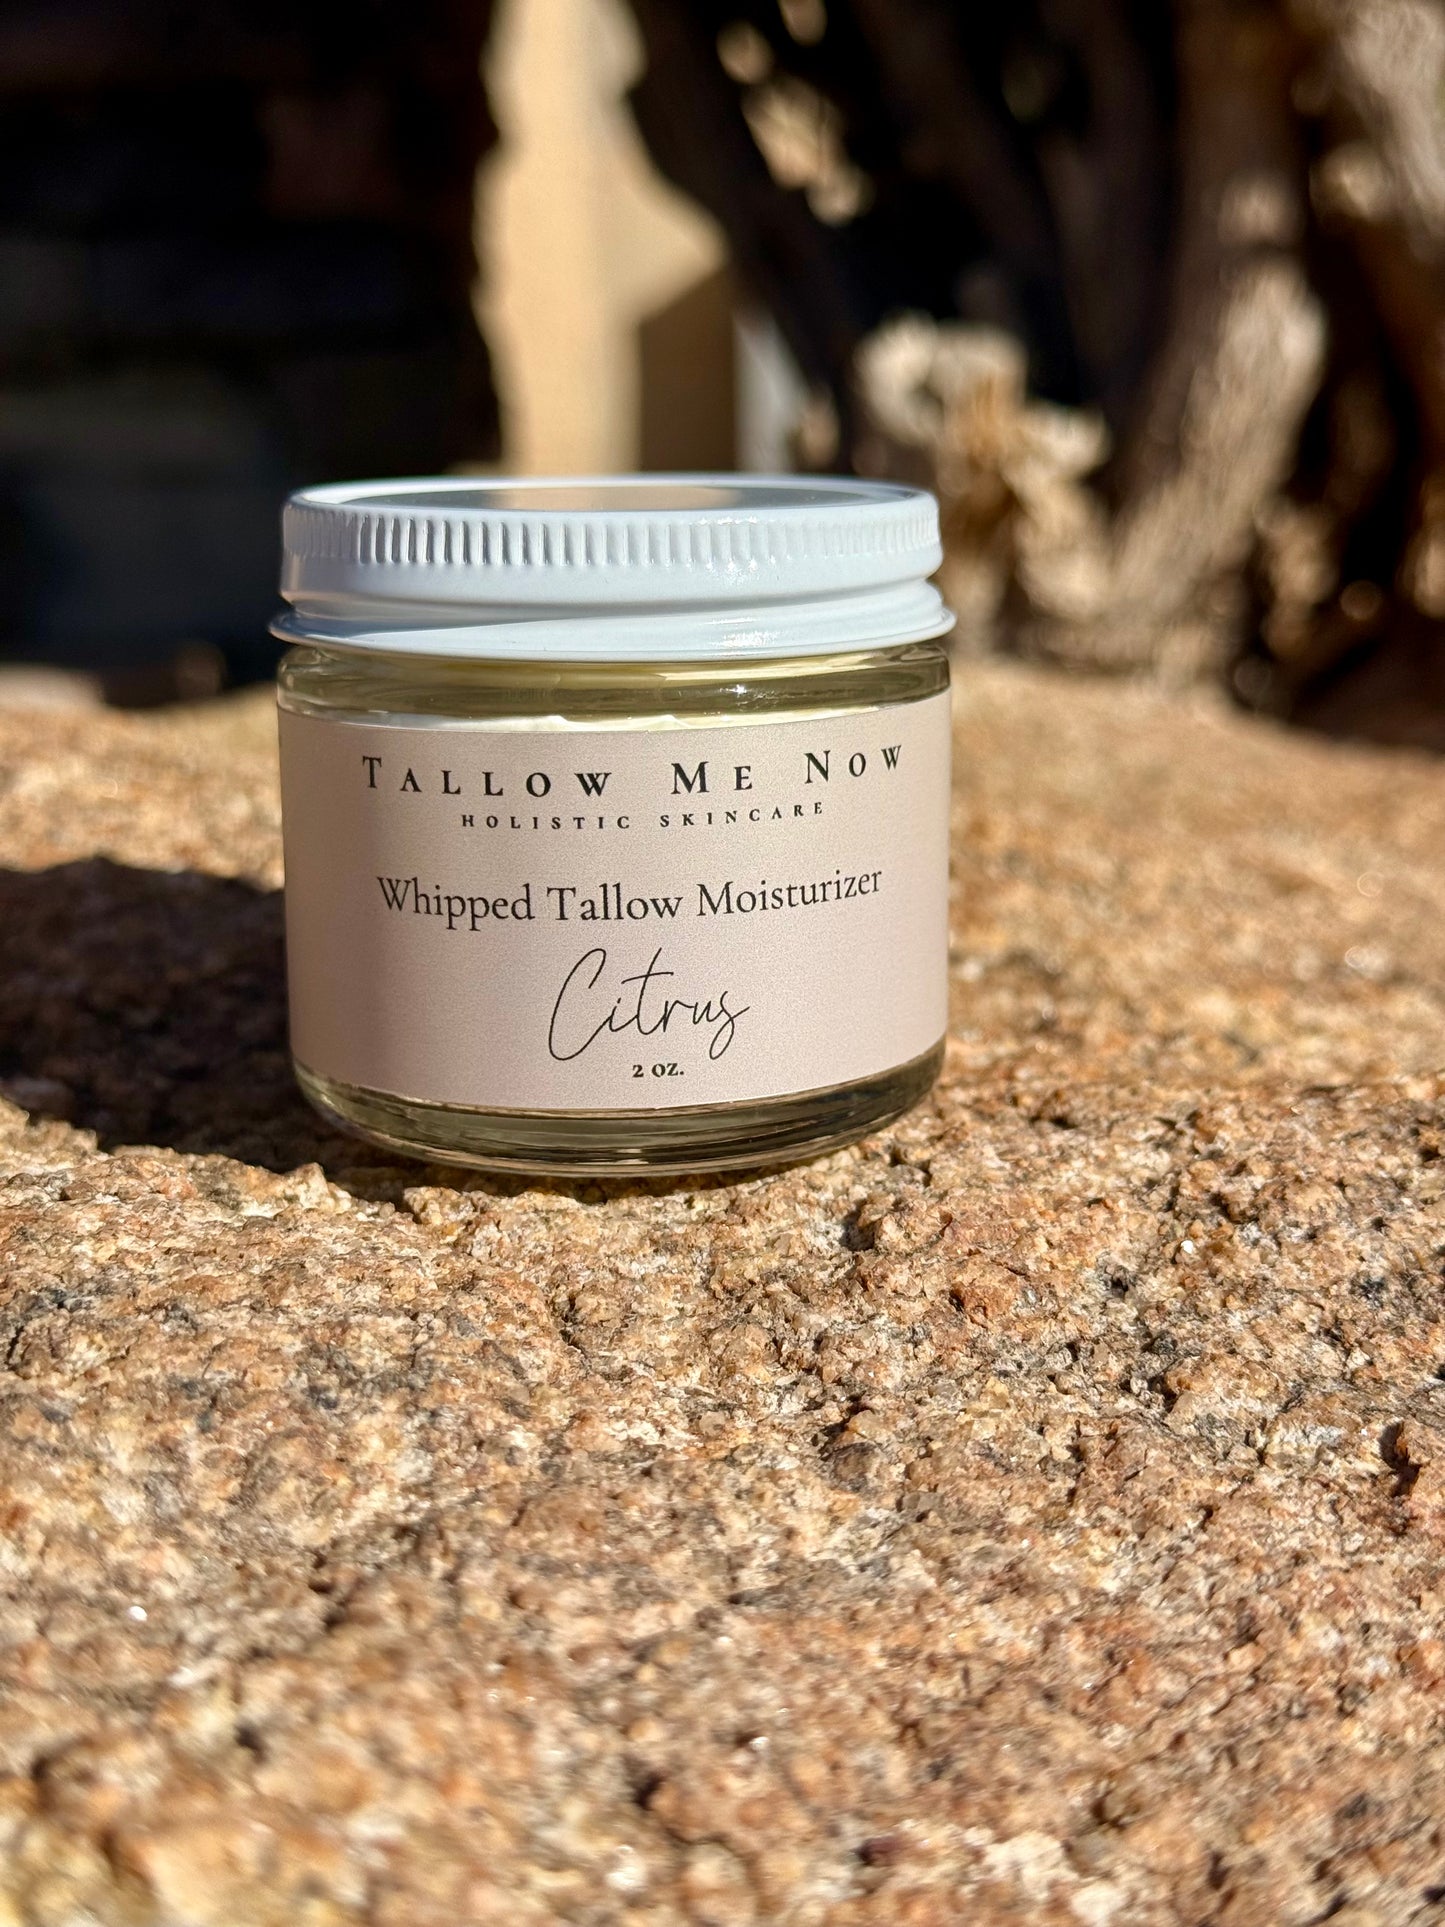 Tallow Me Now
HOLISTIC SKINCARE
Whipped Tallow Moisturizer
Citrus
2 OZ.